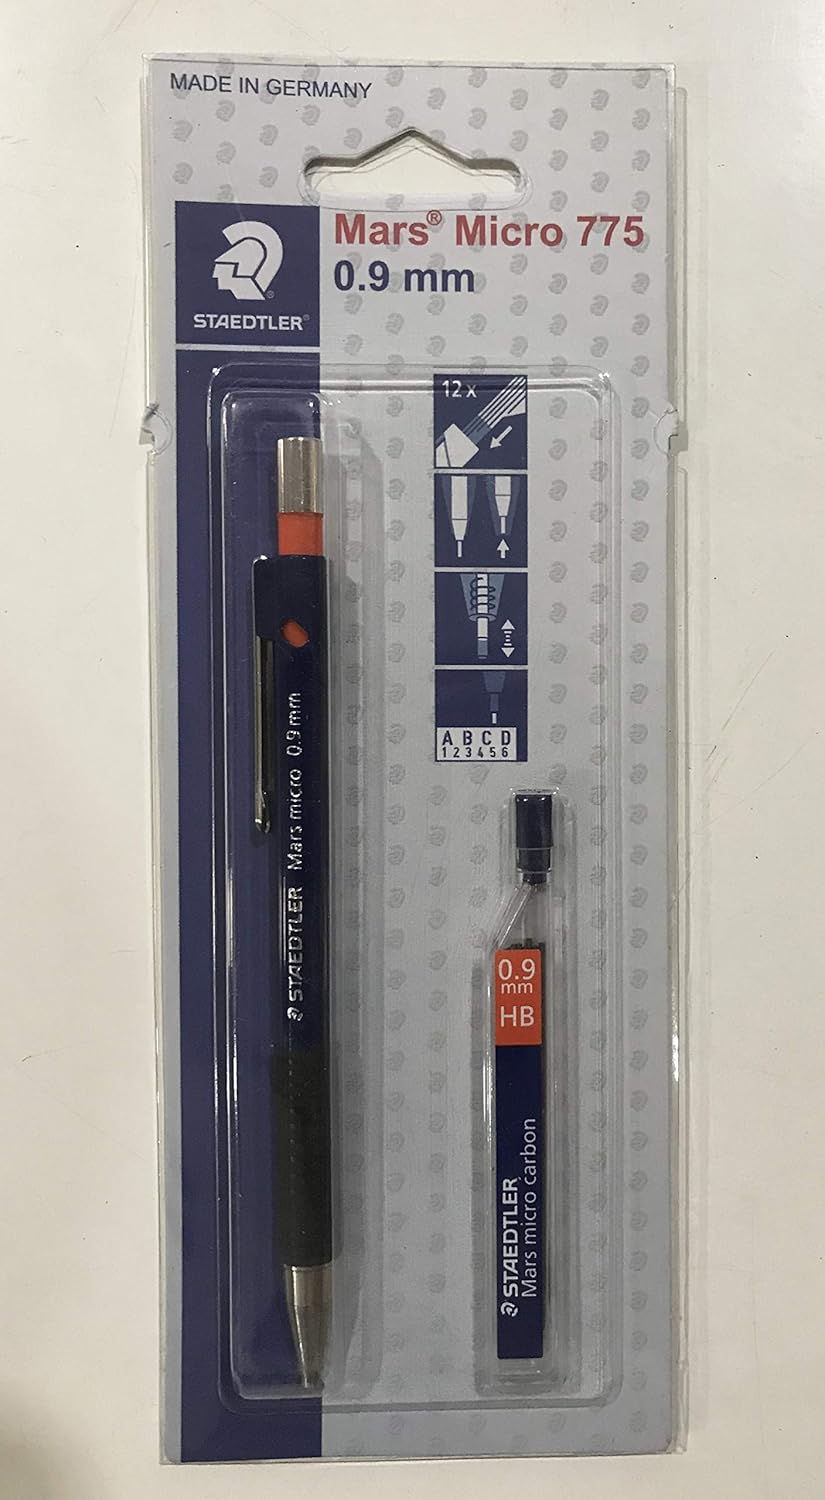 MADE IN GERMANY
STAEDTLER®
Mars® Micro 775
0.9 mm
12 x
A B C D
1 2 3 4 5 6
STAEDTLER Mars micro 0.9 mm
0.9
mm
HB
STAEDTLER
Mars micro carbon